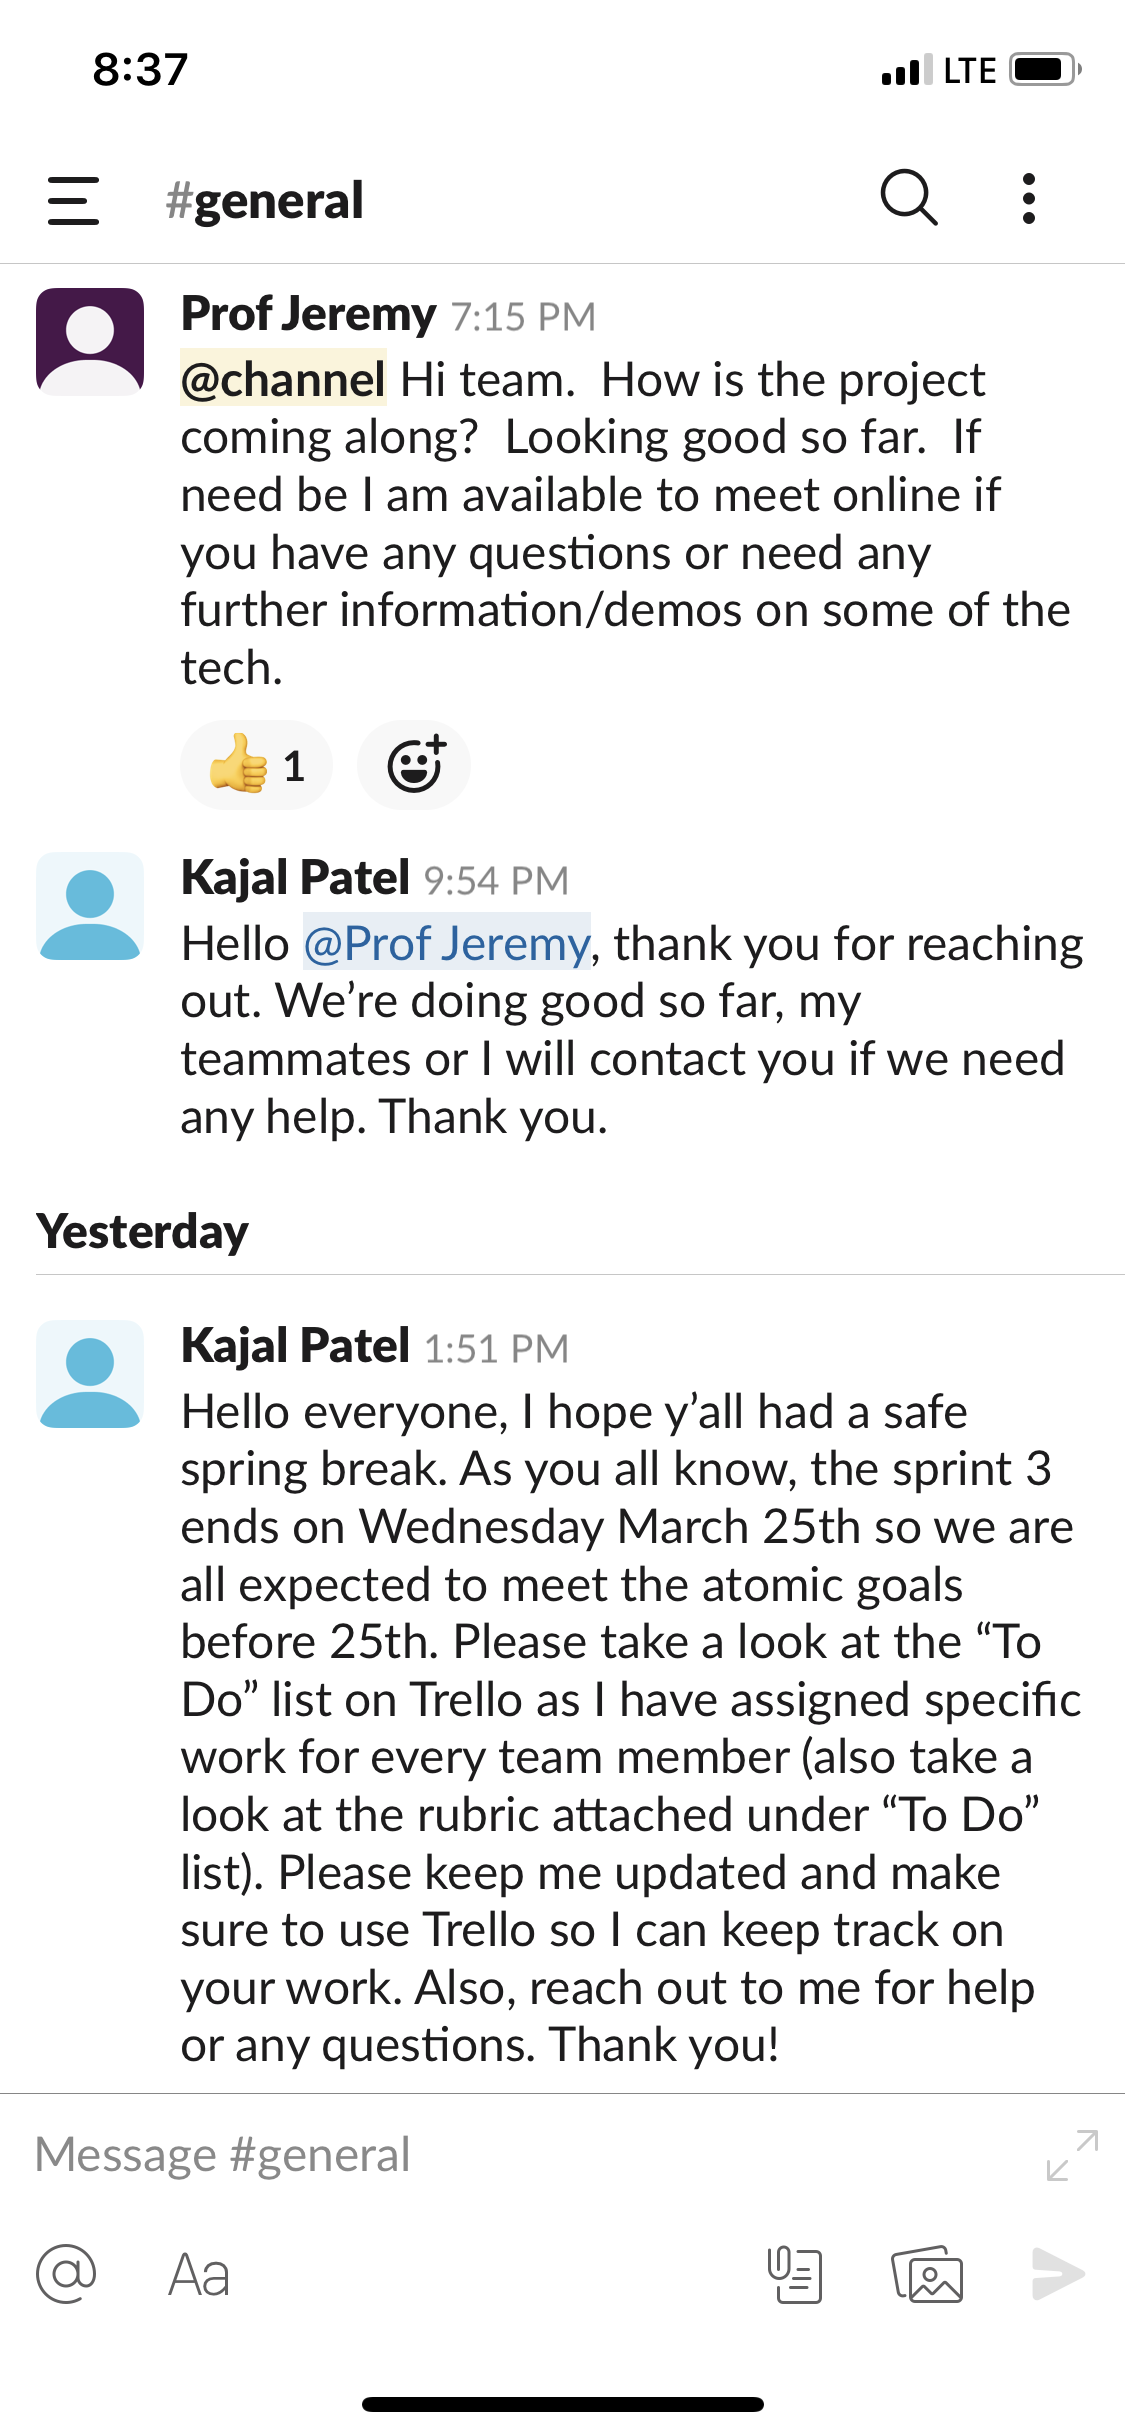 8:37
LTE
#general
Prof Jeremy 7:15 PM
@channel Hi team.  How is the project
coming along?  Looking good so far.  If
need be I am available to meet online if
you have any questions or need any
further information/demos on some of the
tech.
👍 1
Kajal Patel 9:54 PM
Hello @Prof Jeremy, thank you for reaching
out. We’re doing good so far, my
teammates or I will contact you if we need
any help. Thank you.
Yesterday
Kajal Patel 1:51 PM
Hello everyone, I hope y’all had a safe
spring break. As you all know, the sprint 3
ends on Wednesday March 25th so we are
all expected to meet the atomic goals
before 25th. Please take a look at the “To
Do” list on Trello as I have assigned specific
work for every team member (also take a
look at the rubric attached under “To Do”
list). Please keep me updated and make
sure to use Trello so I can keep track on
your work. Also, reach out to me for help
or any questions. Thank you!
Message #general
@ Aa